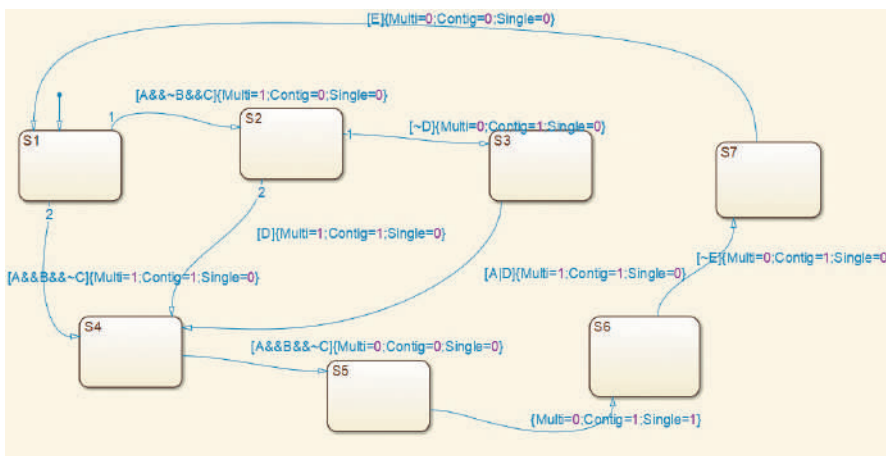 [E]{Multi=0;Contig=0;Single=0}
[A&&~B&&C]{Multi=1;Contig=0;Single=0}
1
S2
1
[~D]{Multi=0;Contig=1;Single=0}
S1
S3
S7
2
2
[D]{Multi=1;Contig=1;Single=0}
[A&&B&&~C]{Multi=1;Contig=1;Single=0}
[A|D]{Multi=1;Contig=1;Single=0}
[~E]{Multi=0;Contig=1;Single=0
S4
S6
[A&&B&&~C]{Multi=0;Contig=0;Single=0}
S5
{Multi=0;Contig=1;Single=1}